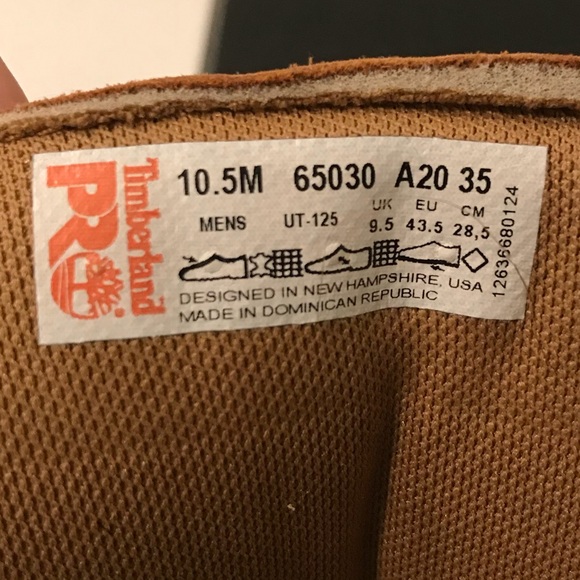 Timberland
PRO
10.5M 65030 A20 35
MENS UT-125
UK EU CM
9.5 43.5 28,5
DESIGNED IN NEW HAMPSHIRE, USA
MADE IN DOMINICAN REPUBLIC
12636680124